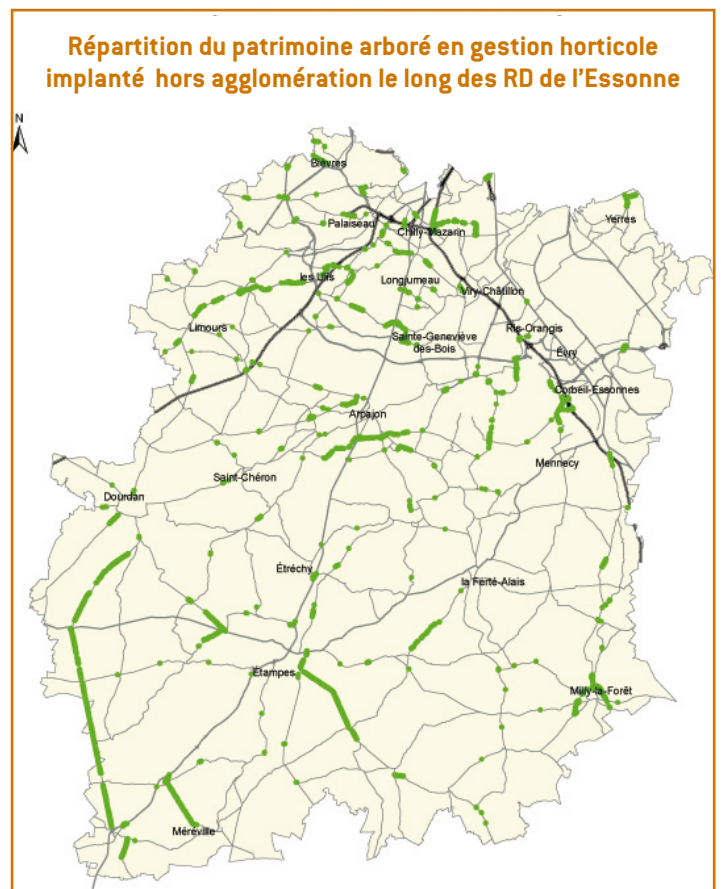 Répartition du patrimoine arboré en gestion horticole
implanté hors agglomération le long des RD de l'Essonne
N
Bièvres
Palaiseau
Chilly-Mazarin
Yerres
les Ulis
Longjumeau
Viry-Châtillon
Limours
Sainte-Geneviève
des-Bois
Ris-Orangis
Évry
Corbeil-Essonnes
Arpajon
Mennecy
Saint-Chéron
Dourdan
Étréchy
la Ferté-Alais
Étampes
Milly-la-Forêt
Méréville